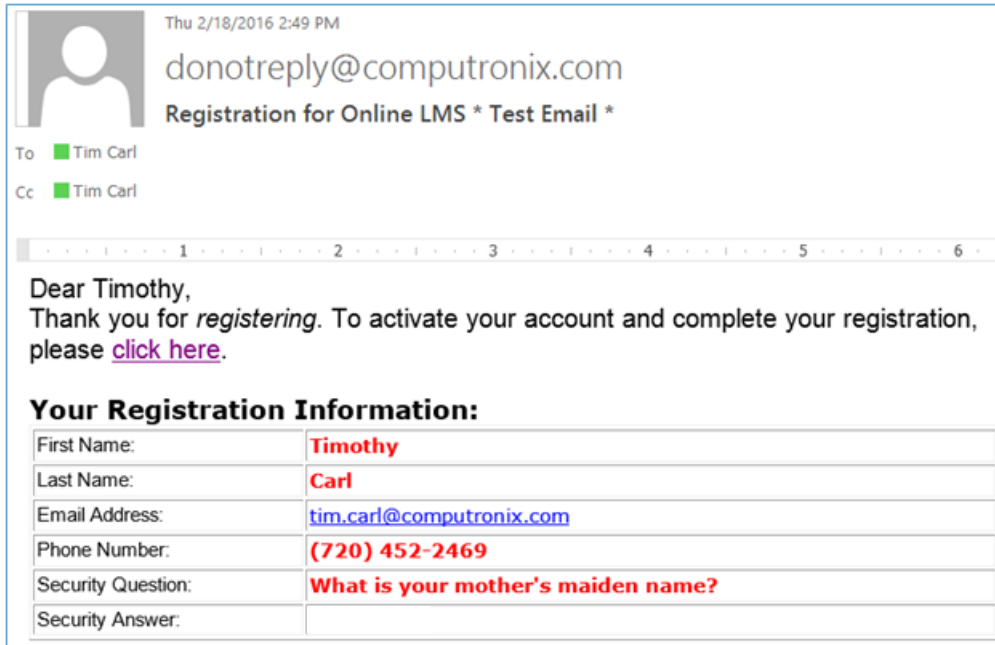 Thu 2/18/2016 2:49 PM
donotreply@computronix.com
Registration for Online LMS * Test Email *
To Tim Carl
Cc Tim Carl
1 2 3 4 5 6
Dear Timothy,
Thank you for registering. To activate your account and complete your registration,
please click here.
Your Registration Information:
First Name: Timothy
Last Name: Carl
Email Address: tim.carl@computronix.com
Phone Number: (720) 452-2469
Security Question: What is your mother's maiden name?
Security Answer: